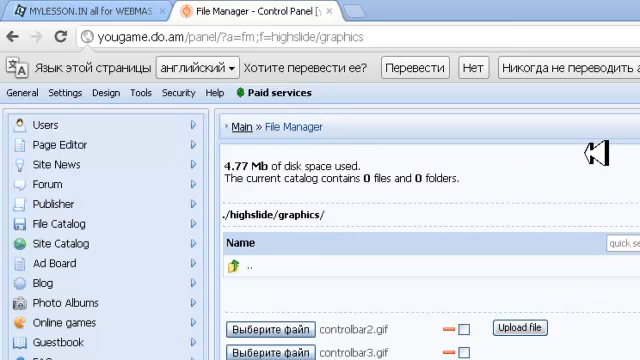 MYLESSON.IN all for WEBMAS
File Manager - Control Panel [y
yougame.do.am/panel/?a=fm;f=highslide/graphics
Язык этой страницы английский Хотите перевести ее? Перевести Нет Никогда не переводить
General Settings Design Tools Security Help $ Paid services
Users
Page Editor
Site News
Forum
Publisher
File Catalog
Site Catalog
Ad Board
Blog
Photo Albums
Online games
Guestbook
FAQ
› Main » File Manager
4.77 Mb of disk space used.
The current catalog contains 0 files and 0 folders.
./highslide/graphics/
Name quick se
..
Выберите файл controlbar2.gif Upload file
Выберите файл controlbar3.gif